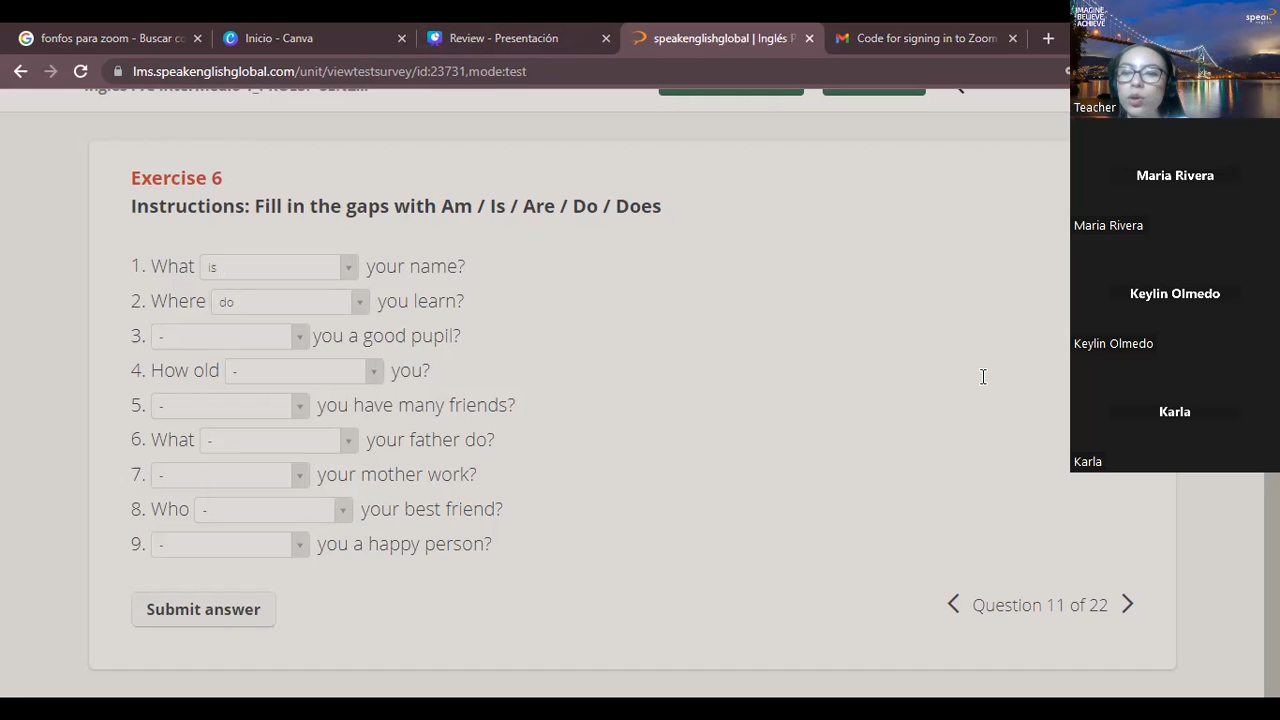 fonfos para zoom - Buscar co
Inicio - Canva
Review - Presentación
speakenglishglobal | Inglés P
Code for signing in to Zoom
lms.speakenglishglobal.com/unit/viewtestsurvey/id:23731,mode:test
IMAGINE
BELIEVE
ACHIEVE
speak
Teacher
Maria Rivera
Maria Rivera
Keylin Olmedo
Keylin Olmedo
Karla
Karla
Exercise 6
Instructions: Fill in the gaps with Am / Is / Are / Do / Does
1. What is your name?
2. Where do you learn?
3. - you a good pupil?
4. How old - you?
5. - you have many friends?
6. What - your father do?
7. - your mother work?
8. Who - your best friend?
9. - you a happy person?
Submit answer
Question 11 of 22